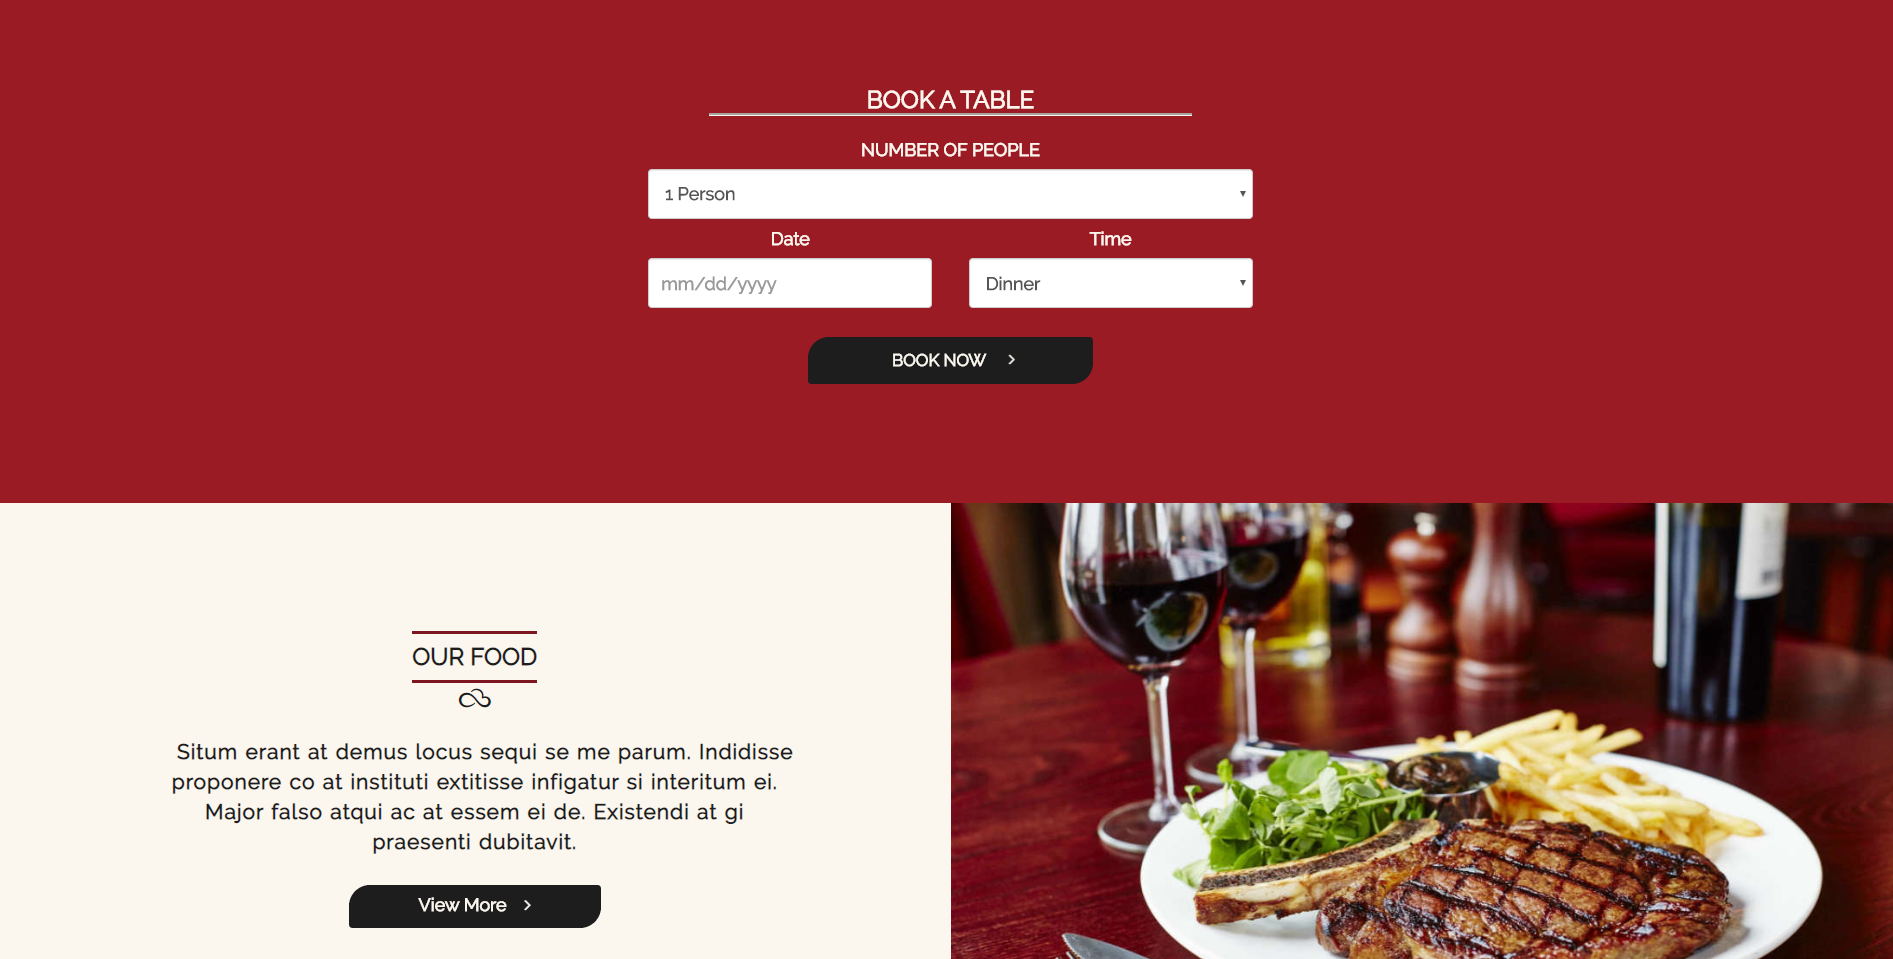 BOOK A TABLE
NUMBER OF PEOPLE
1 Person
Date
Time
mm/dd/yyyy
Dinner
BOOK NOW
OUR FOOD
Situm erant at demus locus sequi se me parum. Indidisse
proponere co at instituti extitisse infigatur si interitum ei.
Major falso atqui ac at essem ei de. Existendi at gi
praesenti dubitavit.
View More